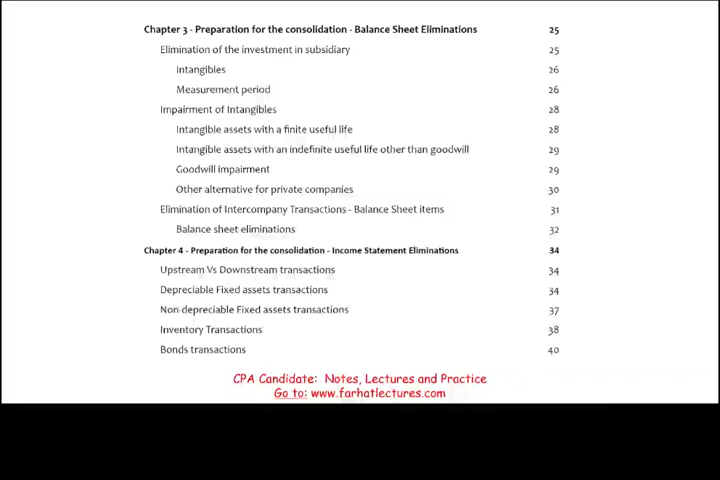 Chapter 3 - Preparation for the consolidation - Balance Sheet Eliminations 25
Elimination of the investment in subsidiary 25
Intangibles 26
Measurement period 26
Impairment of Intangibles 28
Intangible assets with a finite useful life 28
Intangible assets with an indefinite useful life other than goodwill 29
Goodwill impairment 29
Other alternative for private companies 30
Elimination of Intercompany Transactions - Balance Sheet items 31
Balance sheet eliminations 32
Chapter 4 - Preparation for the consolidation - Income Statement Eliminations 34
Upstream Vs Downstream transactions 34
Depreciable Fixed assets transactions 34
Non-depreciable Fixed assets transactions 37
Inventory Transactions 38
Bonds transactions 40
CPA Candidate: Notes, Lectures and Practice
Go to: www.farhatlectures.com